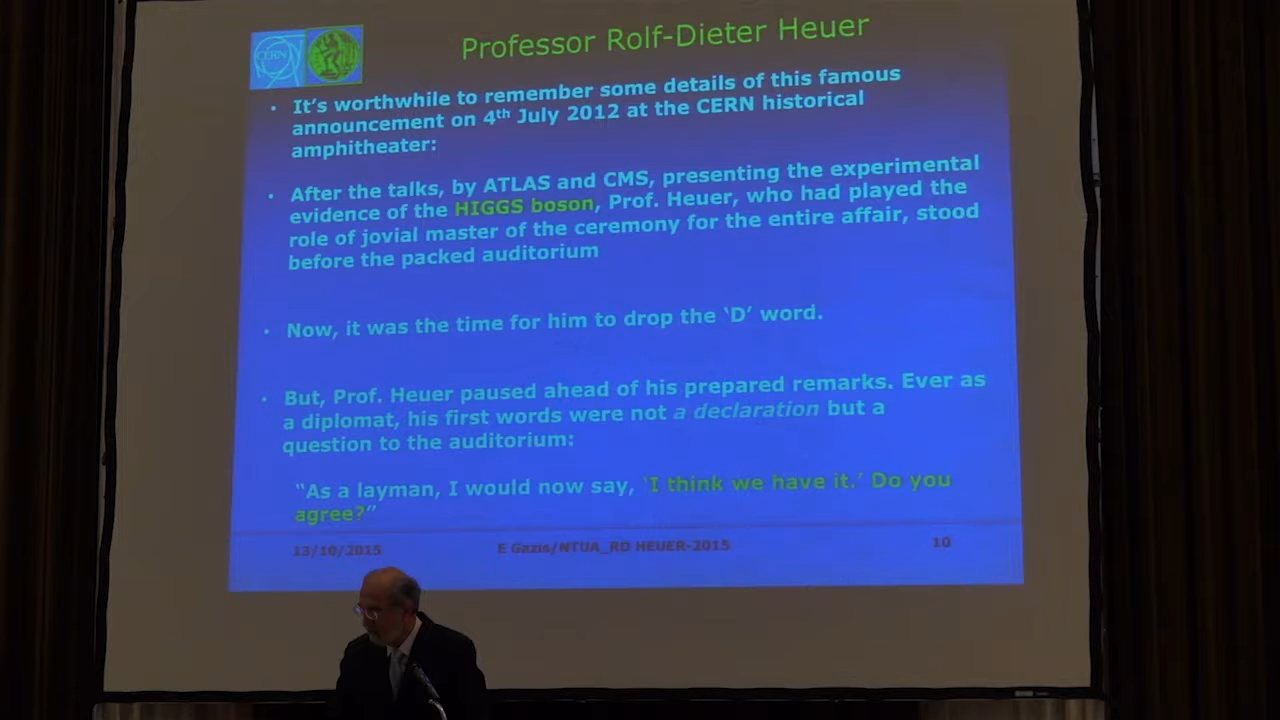 CERN
Professor Rolf-Dieter Heuer
• It's worthwhile to remember some details of this famous
announcement on 4th July 2012 at the CERN historical
amphitheater:
• After the talks, by ATLAS and CMS, presenting the experimental
evidence of the HIGGS boson, Prof. Heuer, who had played the
role of jovial master of the ceremony for the entire affair, stood
before the packed auditorium
• Now, it was the time for him to drop the ‘D’ word.
• But, Prof. Heuer paused ahead of his prepared remarks. Ever as
a diplomat, his first words were not a declaration but a
question to the auditorium:
“As a layman, I would now say, ‘I think we have it.’ Do you
agree?”
13/10/2015 E Gazis/NTUA_RD HEUER-2015 10